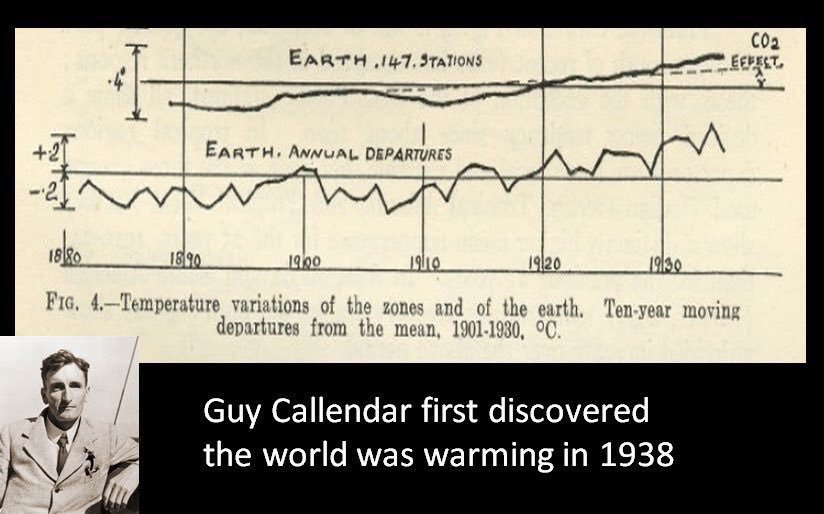 CO2
EARTH .147. STATIONS
EFFECT.
.4°
EARTH. ANNUAL DEPARTURES
+.2
-.2
1880 1890 1900 1910 1920 1930
FIG. 4.—Temperature variations of the zones and of the earth. Ten-year moving
departures from the mean, 1901-1930, °C.
Guy Callendar first discovered
the world was warming in 1938